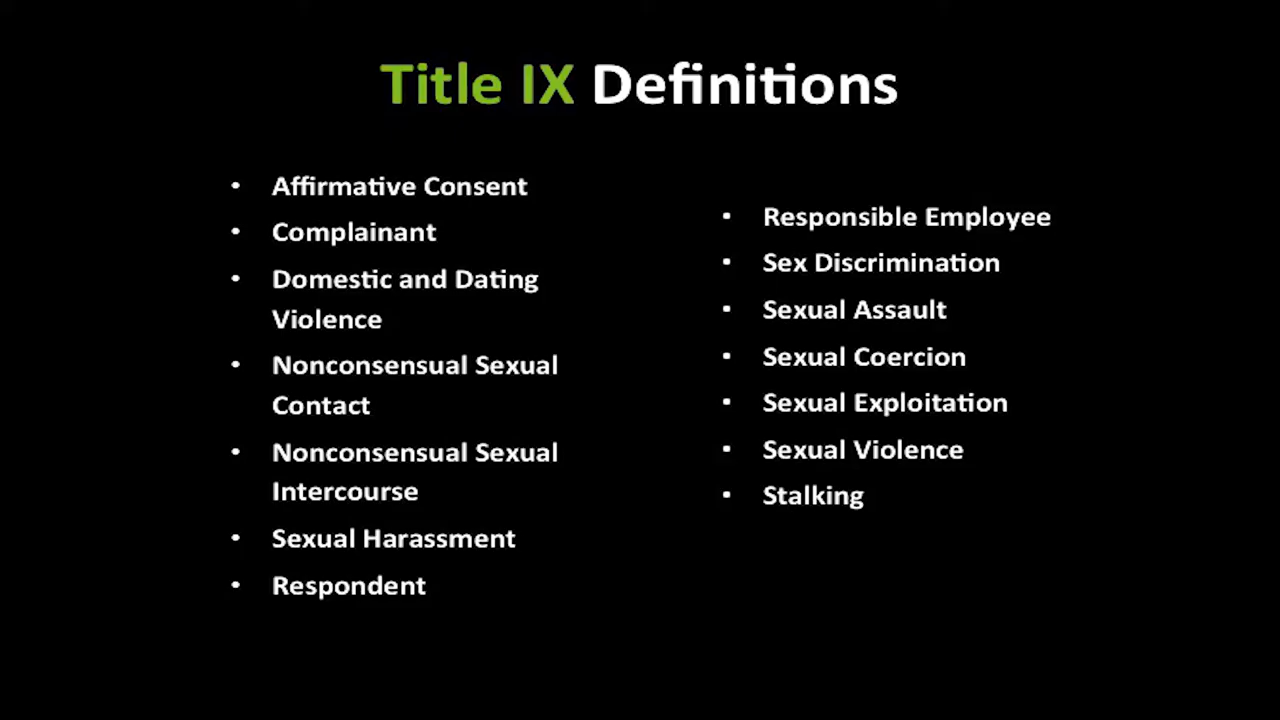 Title IX Definitions
• Affirmative Consent
• Complainant
• Domestic and Dating
Violence
• Nonconsensual Sexual
Contact
• Nonconsensual Sexual
Intercourse
• Sexual Harassment
• Respondent
• Responsible Employee
• Sex Discrimination
• Sexual Assault
• Sexual Coercion
• Sexual Exploitation
• Sexual Violence
• Stalking